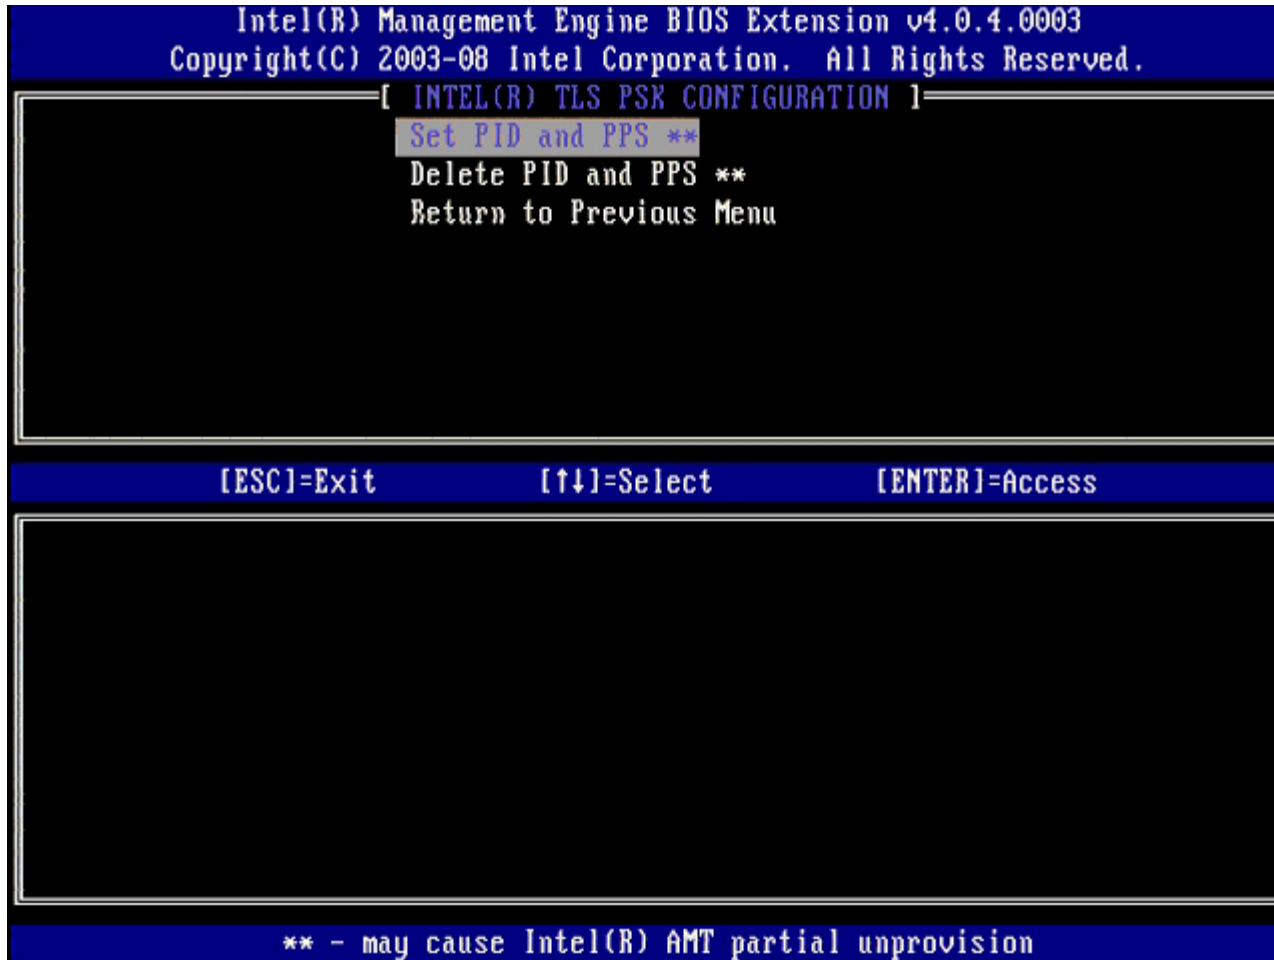 Intel(R) Management Engine BIOS Extension v4.0.4.0003
Copyright(C) 2003-08 Intel Corporation. All Rights Reserved.
[ INTEL(R) TLS PSK CONFIGURATION ]
Set PID and PPS **
Delete PID and PPS **
Return to Previous Menu
[ESC]=Exit [↑↓]=Select [ENTER]=Access
** - may cause Intel(R) AMT partial unprovision